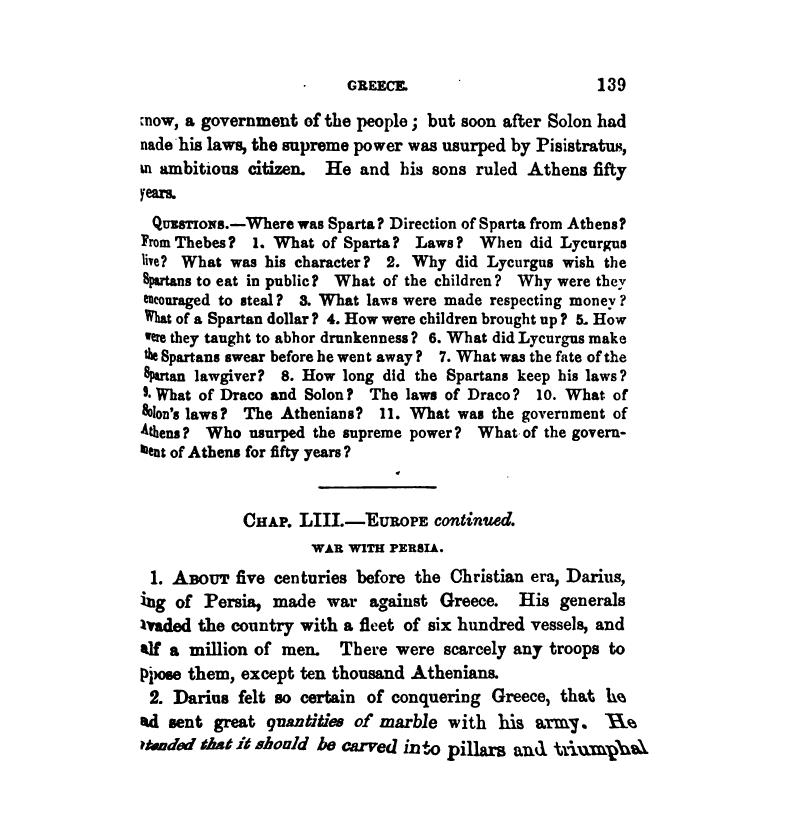 GREECE. 139
now, a government of the people; but soon after Solon had
nade his laws, the supreme power was usurped by Pisistratus,
an ambitious citizen. He and his sons ruled Athens fifty
years.
QUESTIONS.—Where was Sparta? Direction of Sparta from Athens?
From Thebes? 1. What of Sparta? Laws? When did Lycurgus
live? What was his character? 2. Why did Lycurgus wish the
Spartans to eat in public? What of the children? Why were they
encouraged to steal? 3. What laws were made respecting money?
What of a Spartan dollar? 4. How were children brought up? 5. How
were they taught to abhor drunkenness? 6. What did Lycurgus make
the Spartans swear before he went away? 7. What was the fate of the
Spartan lawgiver? 8. How long did the Spartans keep his laws?
9. What of Draco and Solon? The laws of Draco? 10. What of
Solon's laws? The Athenians? 11. What was the government of
Athens? Who usurped the supreme power? What of the govern-
ment of Athens for fifty years?
CHAP. LIII.—EUROPE continued.
WAR WITH PERSIA.
1. ABOUT five centuries before the Christian era, Darius,
ing of Persia, made war against Greece. His generals
nvaded the country with a fleet of six hundred vessels, and
alf a million of men. There were scarcely any troops to
ppose them, except ten thousand Athenians.
2. Darius felt so certain of conquering Greece, that he
ad sent great quantities of marble with his army. He
ntended that it should be carved into pillars and triumphal